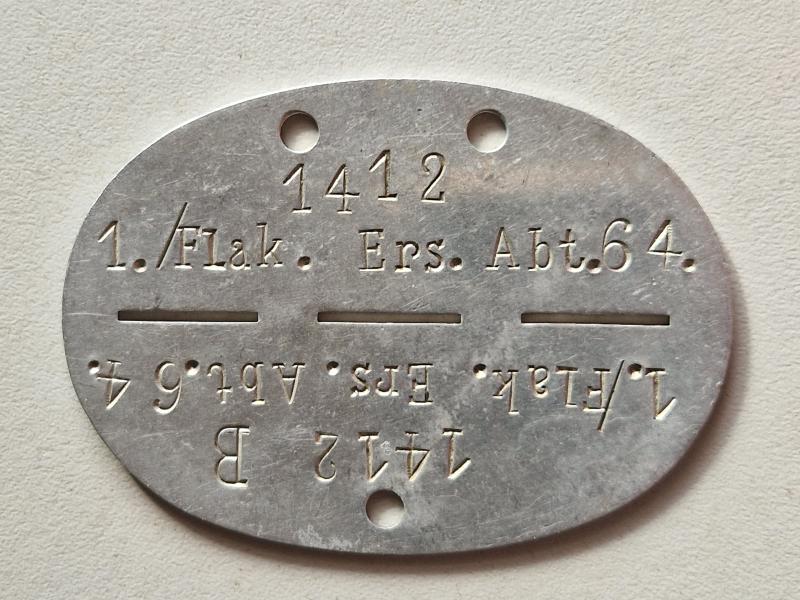 1412
1./Flak. Ers. Abt.64.
1./Flak. Ers. Abt.64.
1412 B